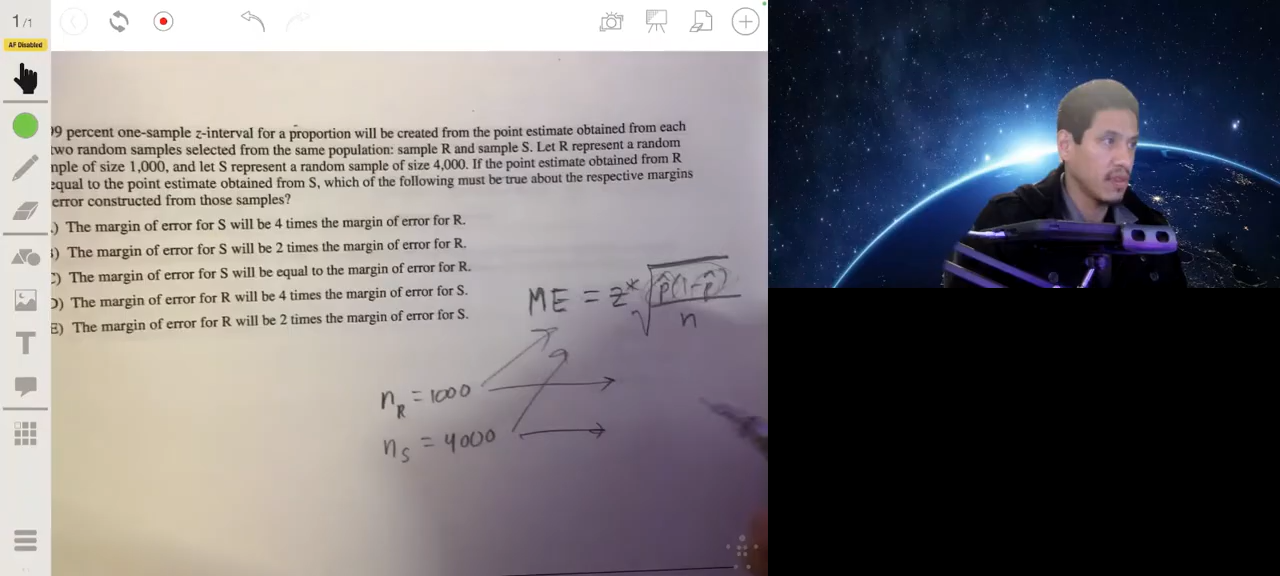 1/1
AF Disabled
99 percent one-sample z-interval for a proportion will be created from the point estimate obtained from each
two random samples selected from the same population: sample R and sample S. Let R represent a random
mple of size 1,000, and let S represent a random sample of size 4,000. If the point estimate obtained from R
equal to the point estimate obtained from S, which of the following must be true about the respective margins
error constructed from those samples?
) The margin of error for S will be 4 times the margin of error for R.
) The margin of error for S will be 2 times the margin of error for R.
C) The margin of error for S will be equal to the margin of error for R.
D) The margin of error for R will be 4 times the margin of error for S.
E) The margin of error for R will be 2 times the margin of error for S.
ME = z* √(p̂(1-p̂)/n)
n_R = 1000
n_S = 4000
T